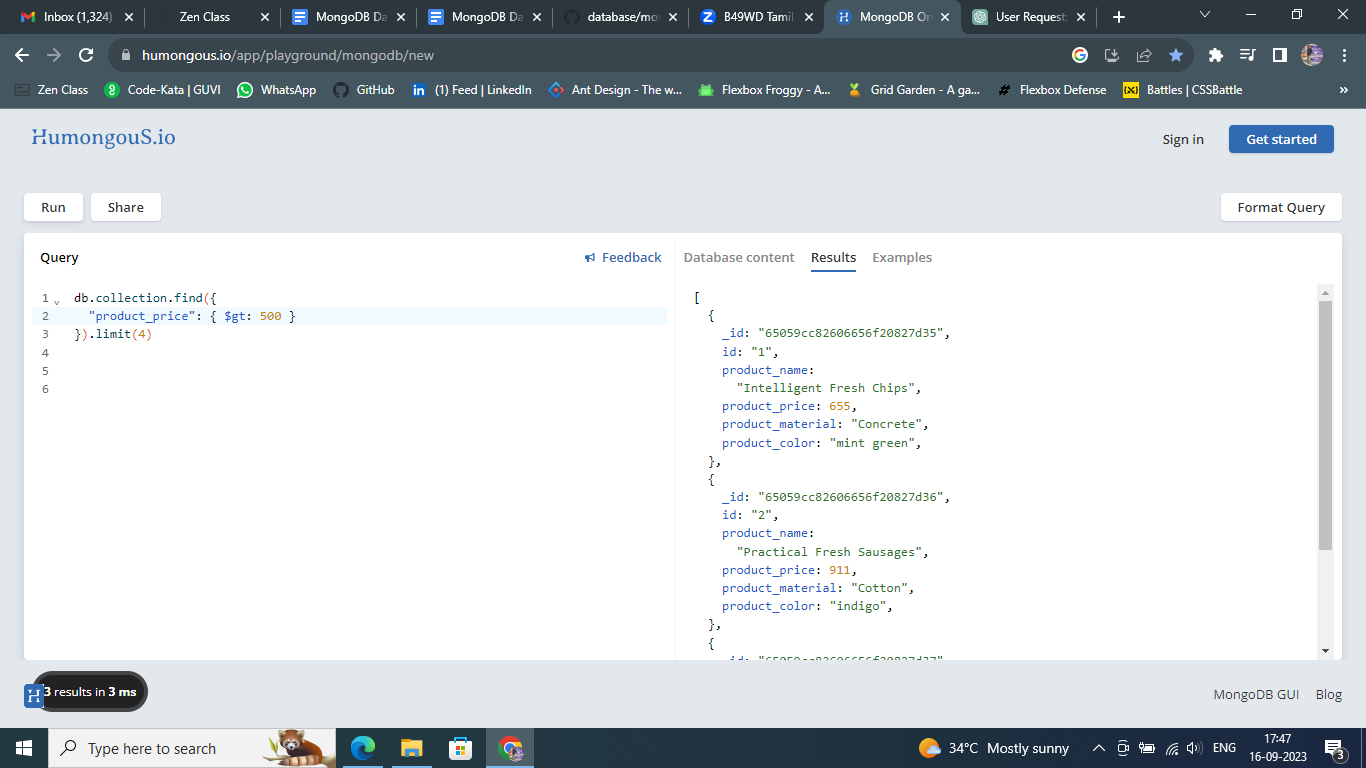 Inbox (1,324)
Zen Class
MongoDB Da
MongoDB Da
database/mo
B49WD Tamil
MongoDB On
User Request
humongous.io/app/playground/mongodb/new
Zen Class
Code-Kata | GUVI
WhatsApp
GitHub
(1) Feed | LinkedIn
Ant Design - The w...
Flexbox Froggy - A...
Grid Garden - A ga...
Flexbox Defense
Battles | CSSBattle
»
HumongouS.io
Sign in
Get started
Run
Share
Format Query
Query
Feedback
Database content
Results
Examples
1 db.collection.find({
2 "product_price": { $gt: 500 }
3 }).limit(4)
4
5
6
[
{
_id: "65059cc82606656f20827d35",
id: "1",
product_name:
"Intelligent Fresh Chips",
product_price: 655,
product_material: "Concrete",
product_color: "mint green",
},
{
_id: "65059cc82606656f20827d36",
id: "2",
product_name:
"Practical Fresh Sausages",
product_price: 911,
product_material: "Cotton",
product_color: "indigo",
},
{
_id: "65059cc82606656f20827d37",
H
3 results in 3 ms
MongoDB GUI
Blog
Type here to search
34°C Mostly sunny
ENG
17:47
16-09-2023
3